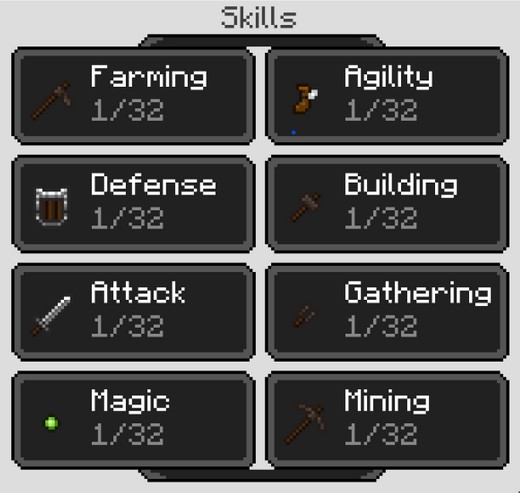 Skills
Farming
1/32
Agility
1/32
Defense
1/32
Building
1/32
Attack
1/32
Gathering
1/32
Magic
1/32
Mining
1/32